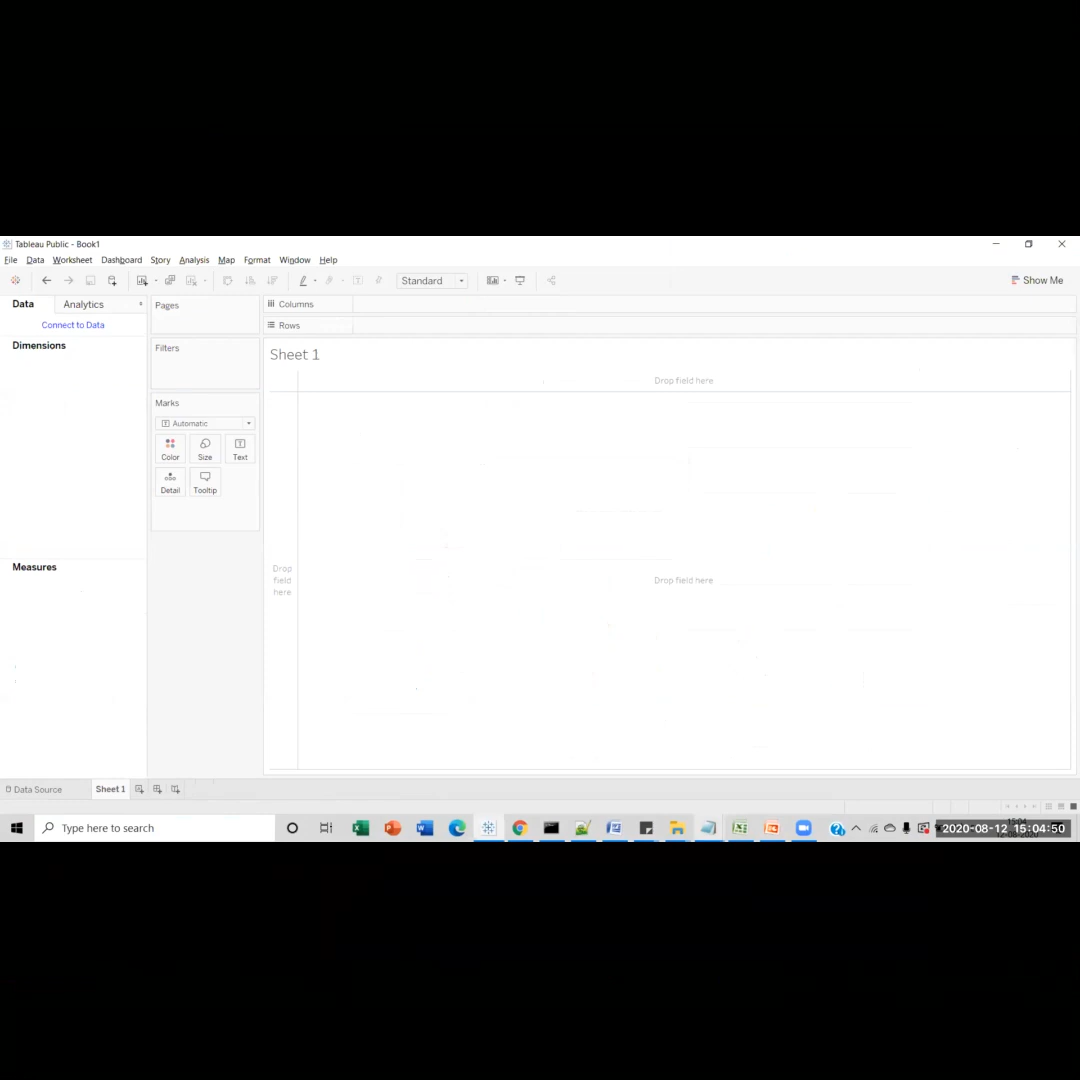 Tableau Public - Book1
File Data Worksheet Dashboard Story Analysis Map Format Window Help
Standard
Show Me
Data Analytics
Pages
Columns
Connect to Data
Rows
Dimensions
Filters
Sheet 1
Drop field here
Marks
Automatic
Color Size Text
Detail Tooltip
Measures
Drop
field
here
Drop field here
Data Source Sheet 1
Type here to search
2020-08-12 15:04:50